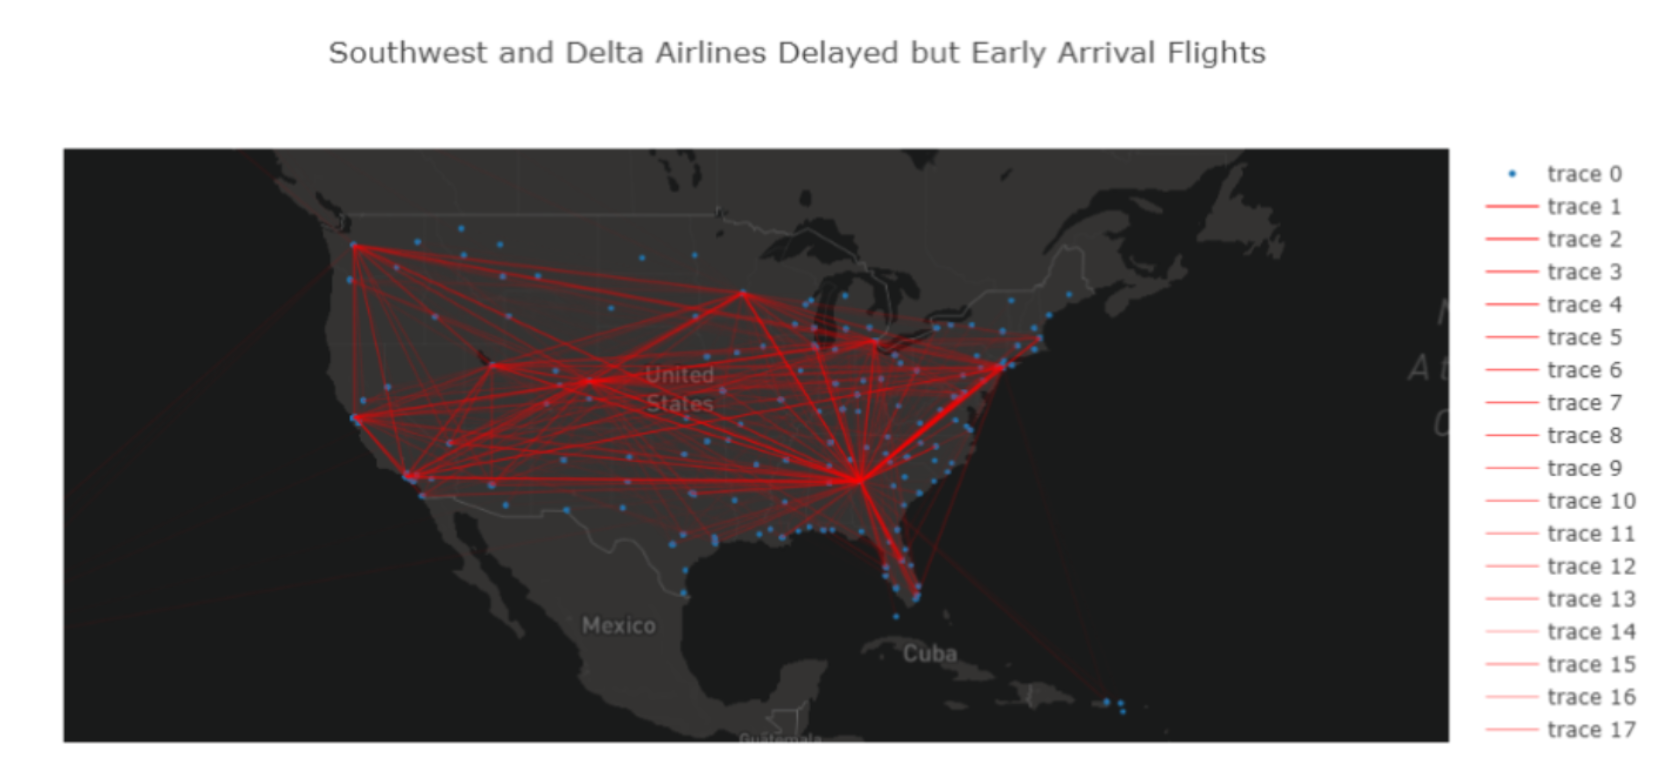 Southwest and Delta Airlines Delayed but Early Arrival Flights
trace 0
trace 1
trace 2
trace 3
trace 4
trace 5
trace 6
trace 7
trace 8
trace 9
trace 10
trace 11
trace 12
trace 13
trace 14
trace 15
trace 16
trace 17
United
States
Mexico
Cuba
Guatemala